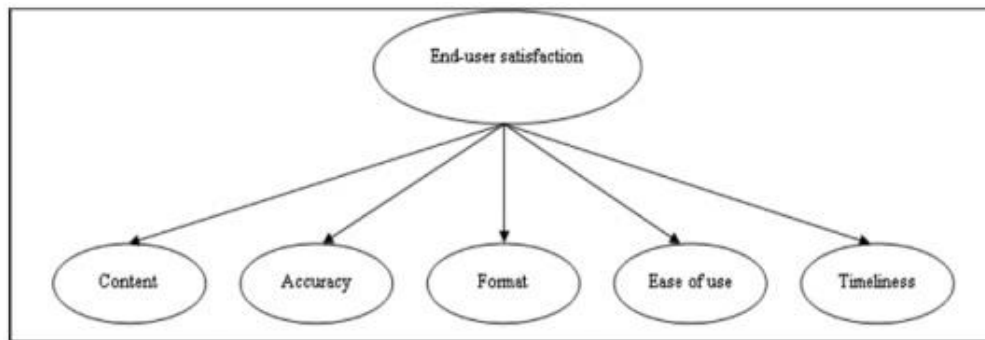 End-user satisfaction
Content
Accuracy
Format
Ease of use
Timeliness